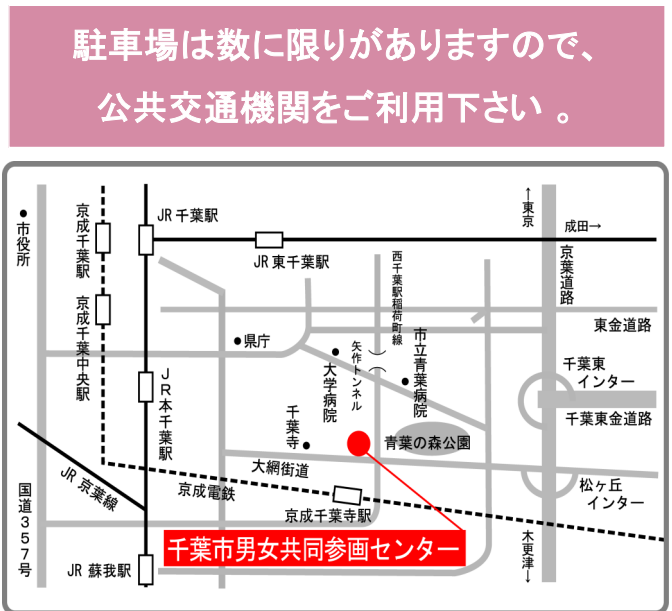 駐車場は数に限りがありますので、
公共交通機関をご利用下さい 。
市役所
京成千葉駅
JR千葉駅
JR東千葉駅
西千葉駅稲荷町線
↑東京
成田→
京葉道路
東金道路
京成千葉中央駅
県庁
JR本千葉駅
大学病院
矢作トンネル
市立青葉病院
千葉東
インター
千葉東金道路
千葉寺
青葉の森公園
大網街道
JR 京葉線
京成電鉄
京成千葉寺駅
松ヶ丘
インター
国道357号
千葉市男女共同参画センター
木更津↓
JR 蘇我駅